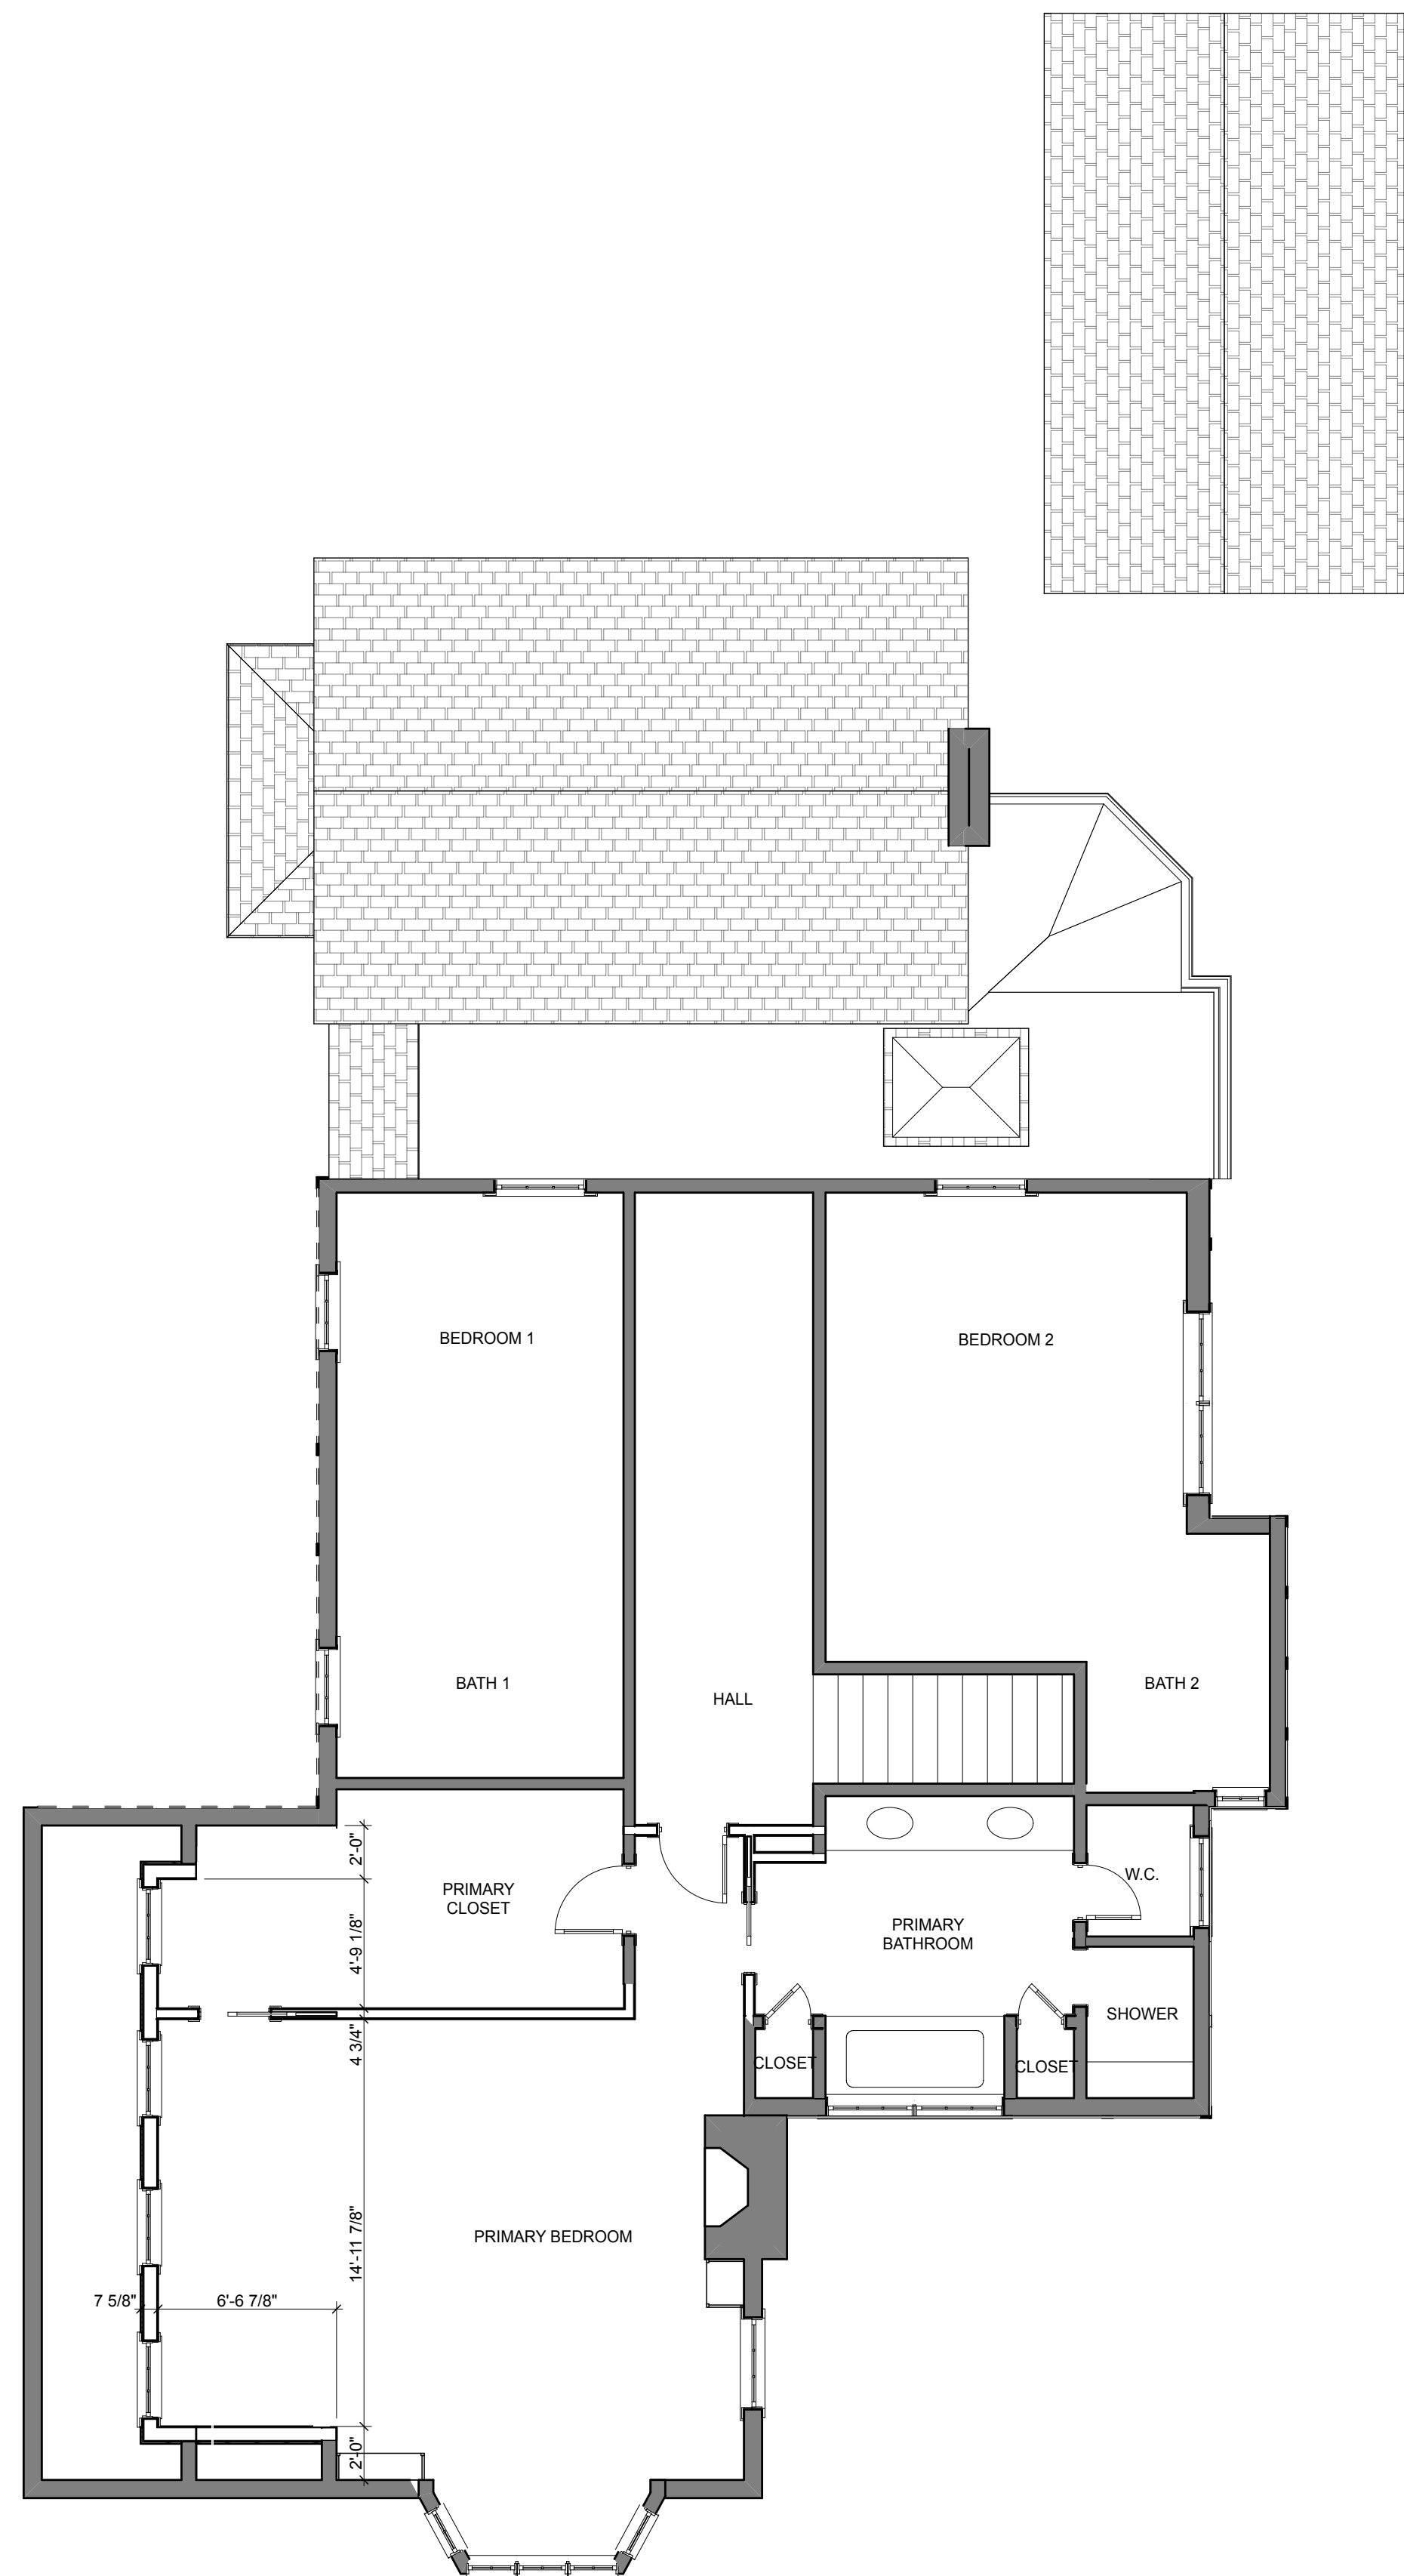 BEDROOM 1
BEDROOM 2
BATH 1
HALL
BATH 2
2'-0"
PRIMARY
CLOSET
4'-9 1/8"
W.C.
PRIMARY
BATHROOM
SHOWER
4 3/4"
CLOSET
CLOSET
PRIMARY BEDROOM
14'-11 7/8"
7 5/8"
6'-6 7/8"
2'-0"